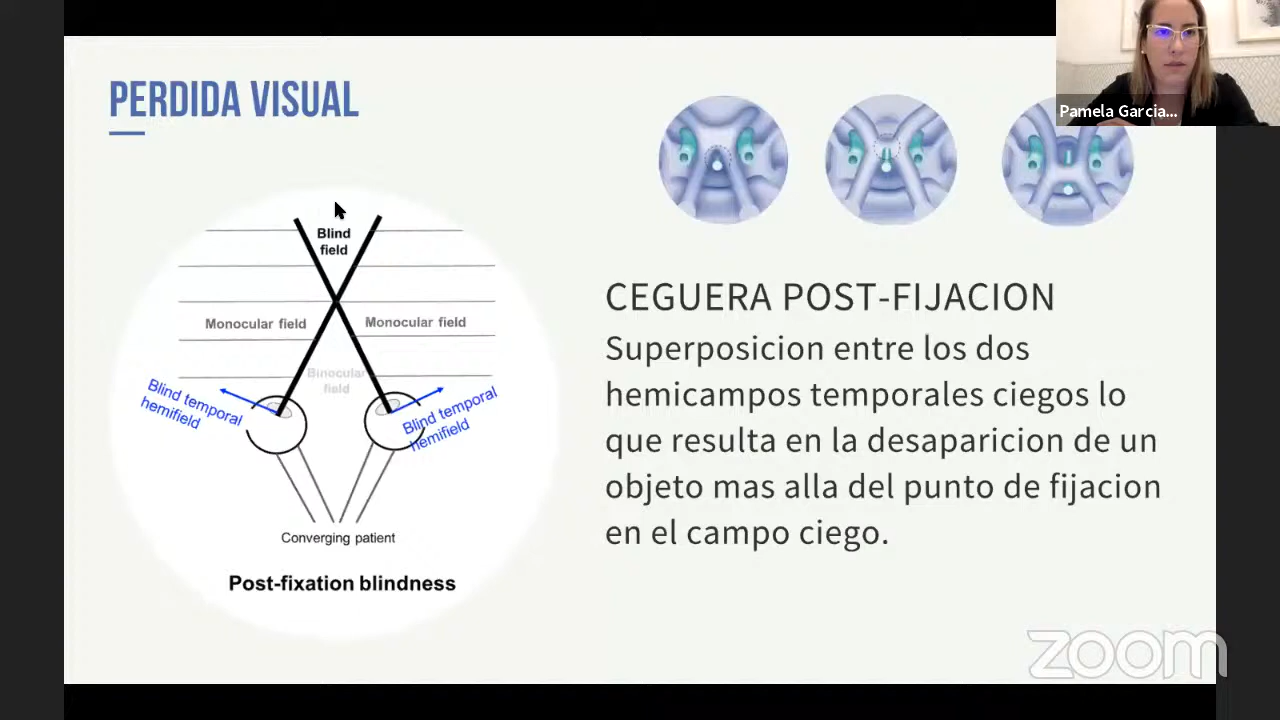 PERDIDA VISUAL
Pamela Garcia...
Blind
field
Monocular field
Monocular field
Binocular
field
Blind temporal
hemifield
Blind temporal
hemifield
Converging patient
Post-fixation blindness
CEGUERA POST-FIJACION
Superposicion entre los dos
hemicampos temporales ciegos lo
que resulta en la desaparicion de un
objeto mas alla del punto de fijacion
en el campo ciego.
zoom